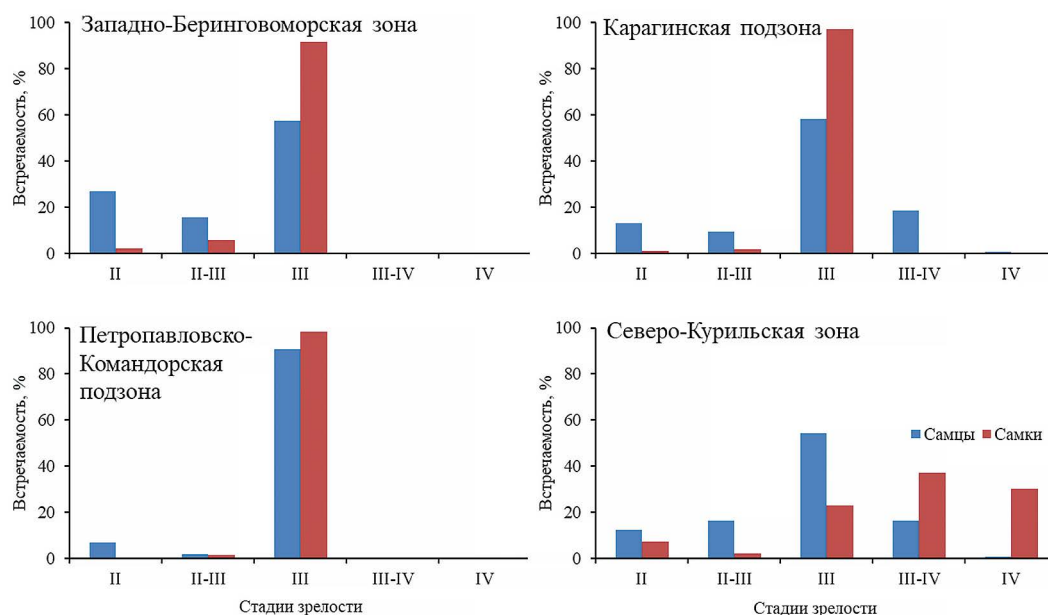 Западно-Беринговоморская зона
Встречаемость, %
100
80
60
40
20
0
II
II-III
III
III-IV
IV
Карагинская подзона
Встречаемость, %
100
80
60
40
20
0
II
II-III
III
III-IV
IV
Петропавловско-
Командорская
подзона
Встречаемость, %
100
80
60
40
20
0
II
II-III
III
III-IV
IV
Стадии зрелости
Северо-Курильская зона
Самцы Самки
Встречаемость, %
100
80
60
40
20
0
II
II-III
III
III-IV
IV
Стадии зрелости